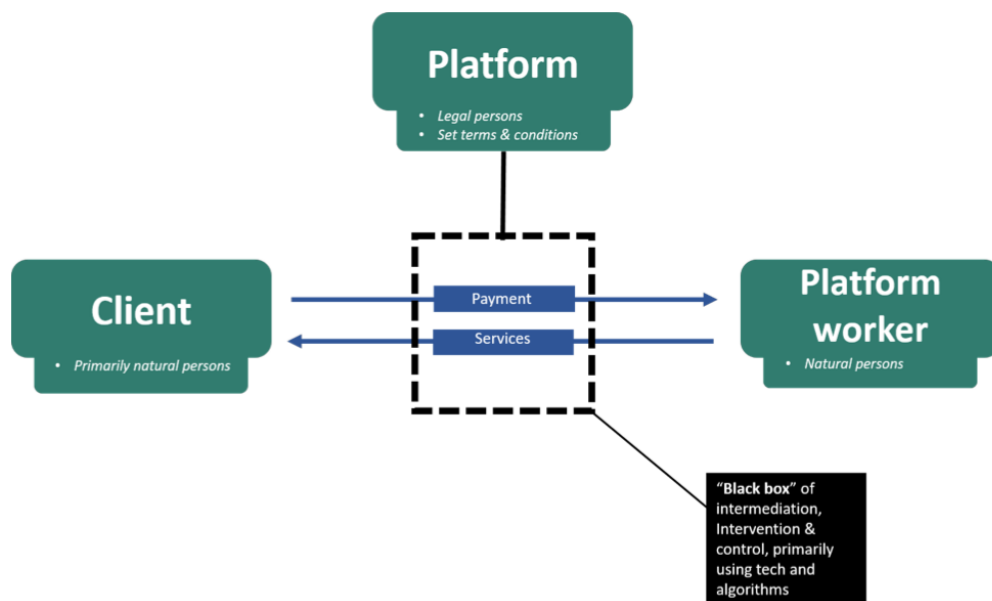 Platform
• Legal persons
• Set terms & conditions
Client
• Primarily natural persons
Payment
Services
Platform
worker
• Natural persons
“Black box” of
intermediation,
Intervention &
control, primarily
using tech and
algorithms